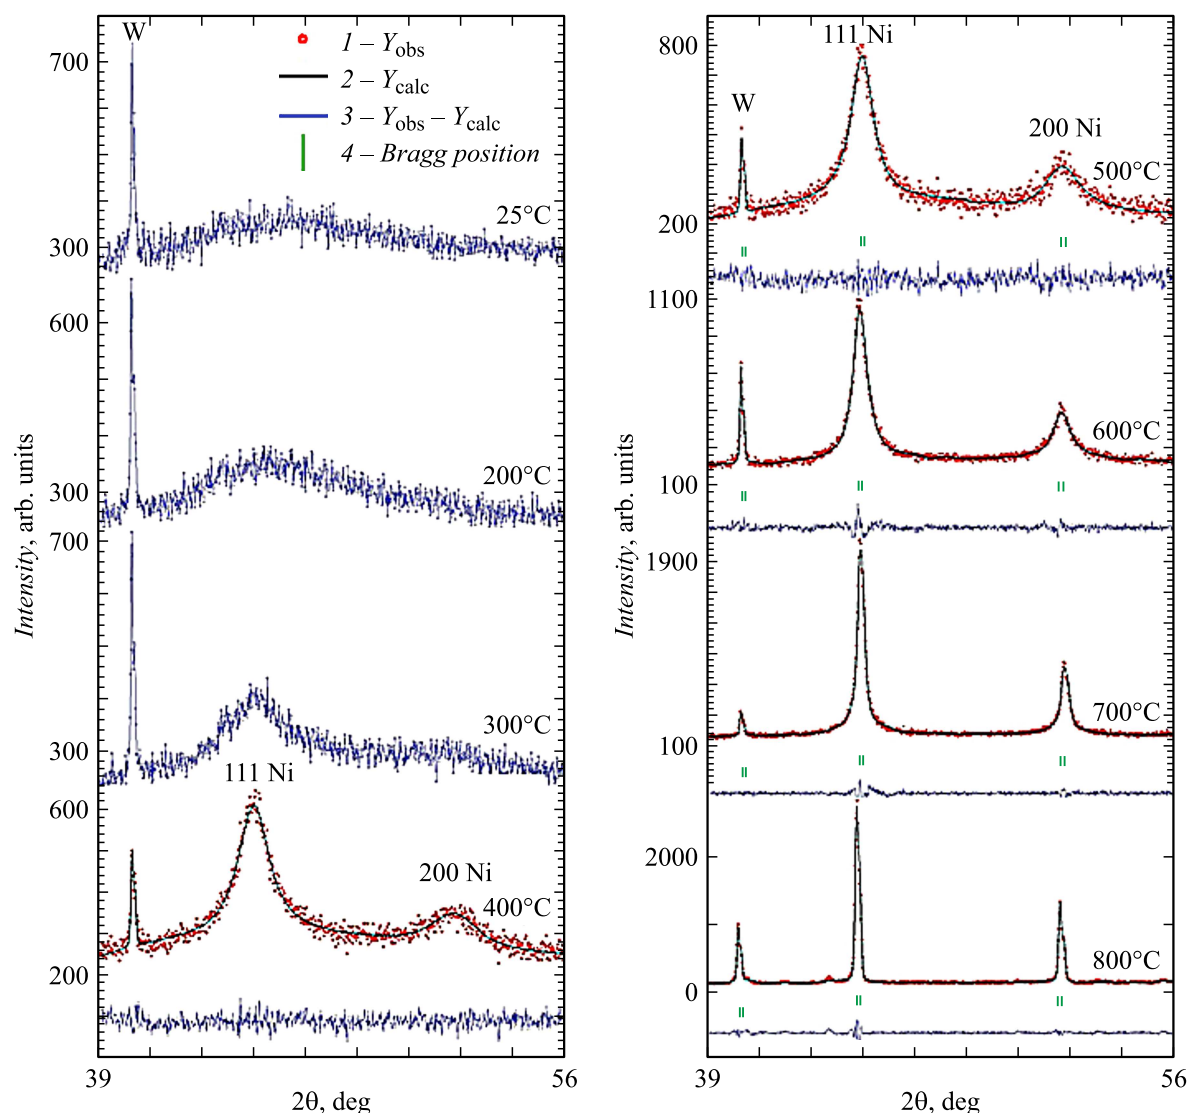 W
700
1 – Yobs
2 – Ycalc
3 – Yobs – Ycalc
4 – Bragg position
25°C
300
600
200°C
300
700
300°C
300
111 Ni
600
200 Ni
400°C
200
39
56
2θ, deg
Intensity, arb. units
111 Ni
800
W
200 Ni
500°C
200
1100
600°C
100
1900
700°C
100
2000
800°C
0
39
56
2θ, deg
Intensity, arb. units